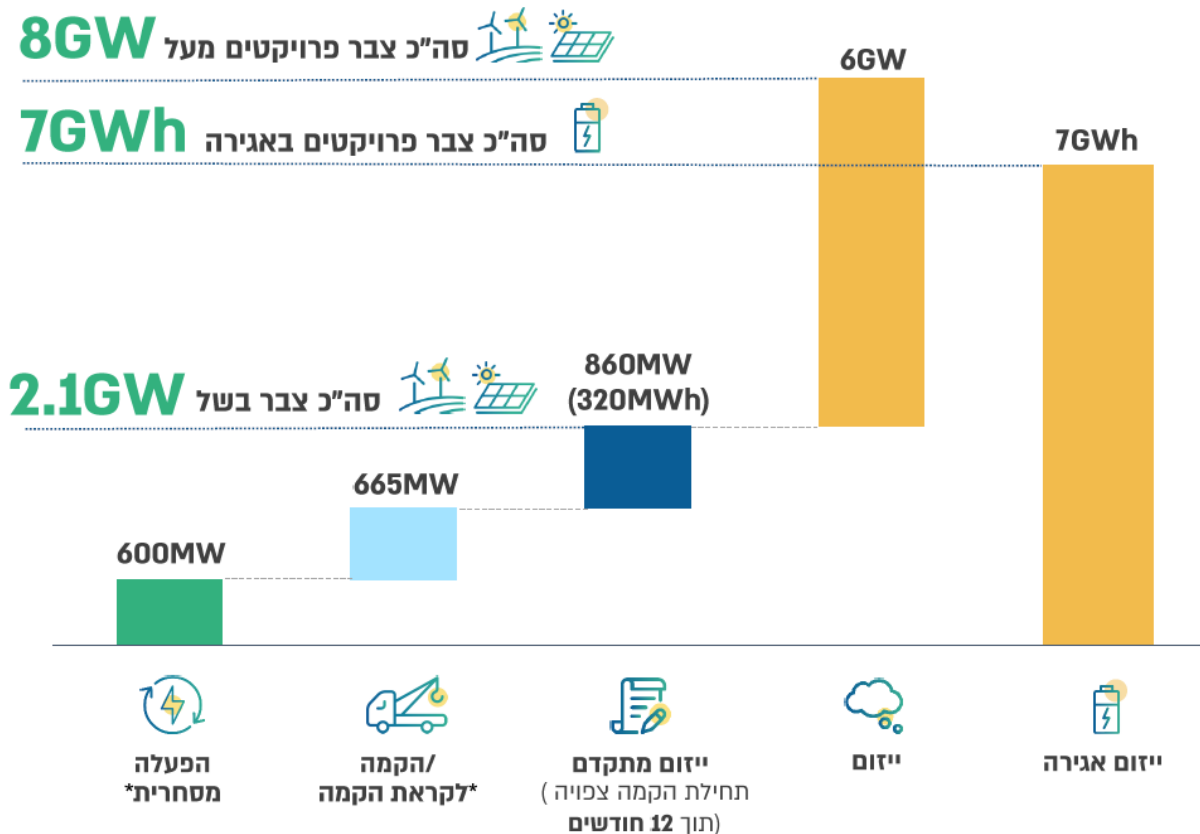 סה"כ צבר פרויקטים מעל 8GW
6GW
סה"כ צבר פרויקטים באגירה 7GWh
7GWh
סה"כ צבר בשל 2.1GW
860MW
(320MWh)
665MW
600MW
הפעלה
מסחרית*
הקמה/
לקראת הקמה*
ייזום מתקדם
(תחילת הקמה צפויה
תוך 12 חודשים)
ייזום
ייזום אגירה